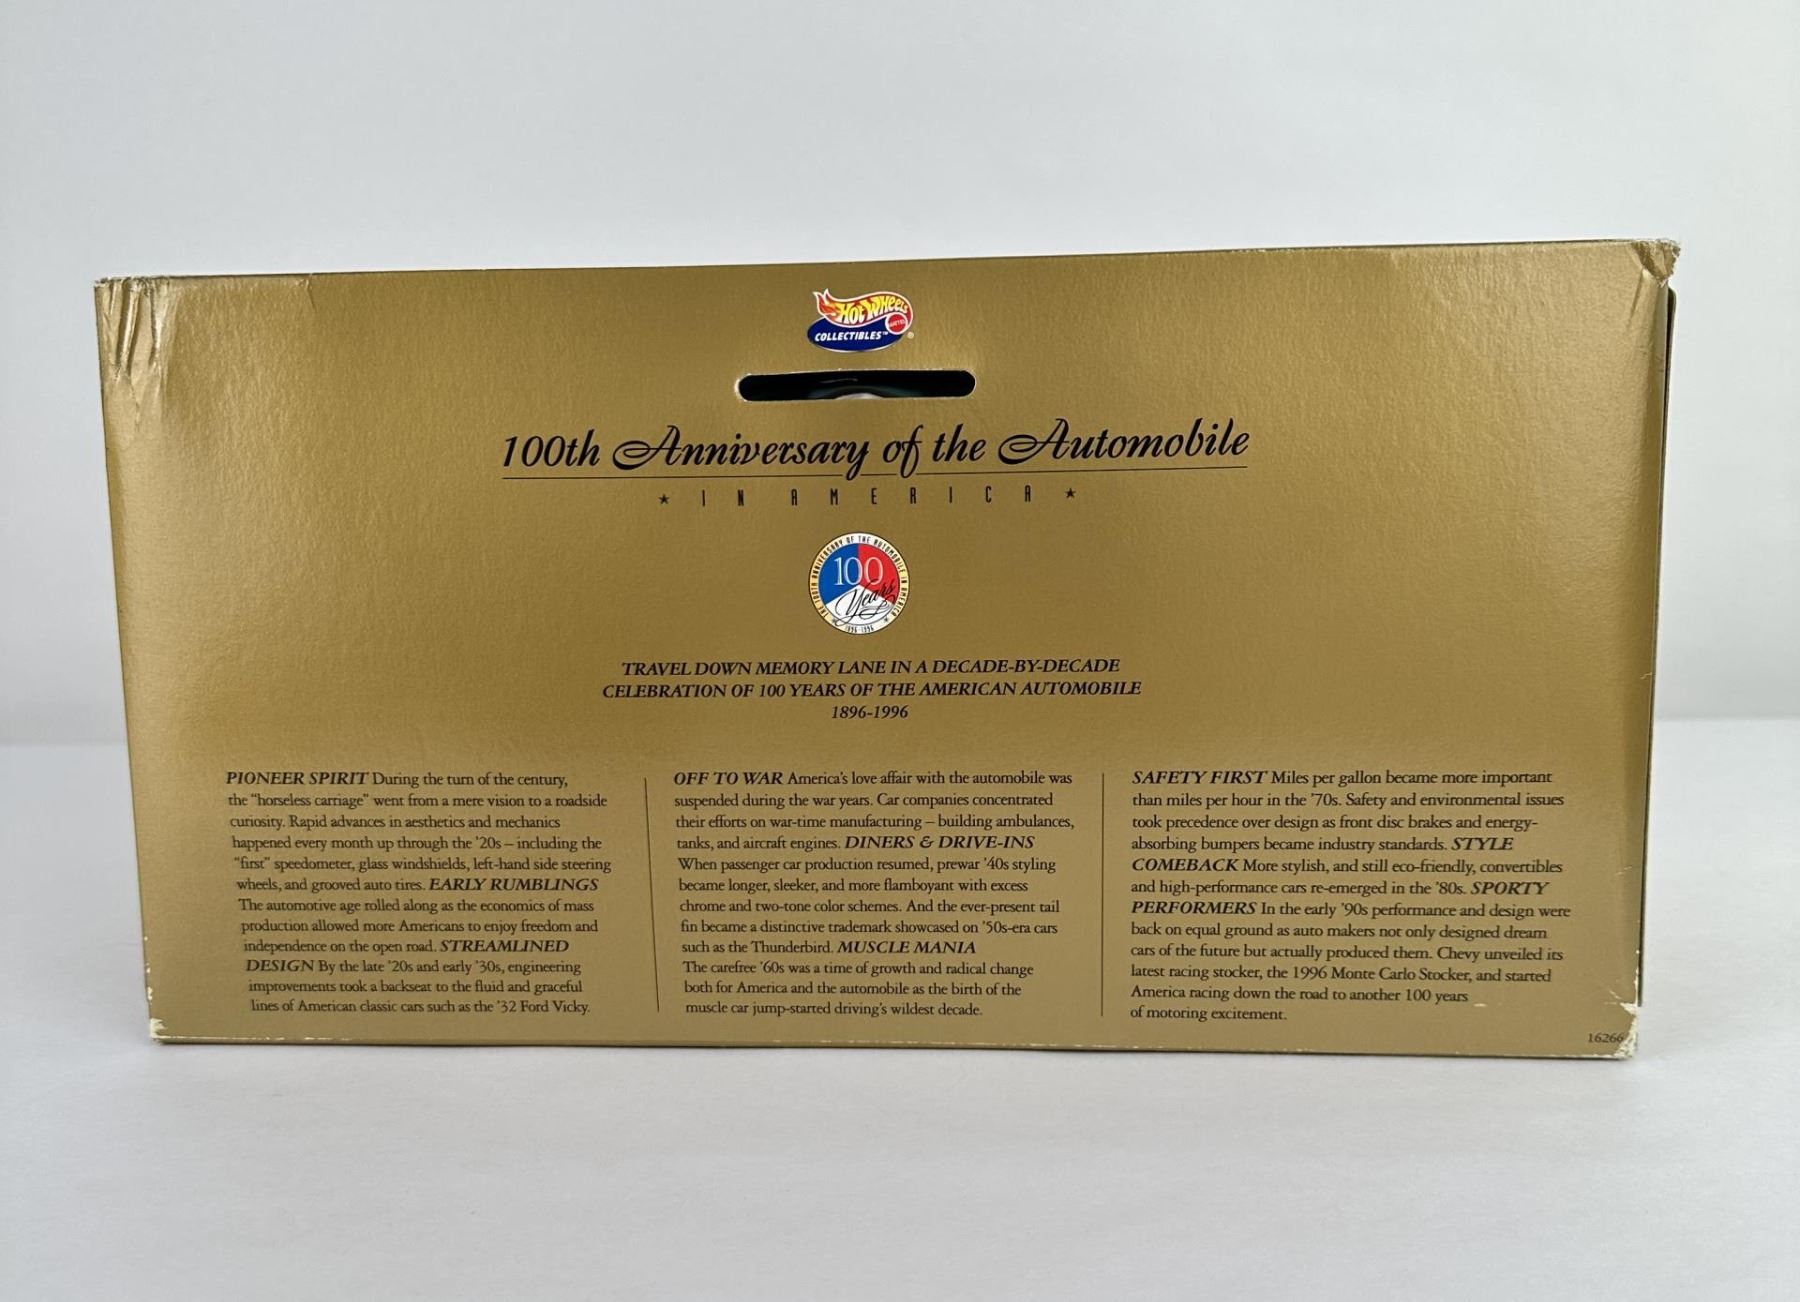 HOT WHEELS
MATTEL
COLLECTIBLES™
®
100th Anniversary of the Automobile
★ IN AMERICA ★
THE 100TH ANNIVERSARY OF THE AUTOMOBILE IN AMERICA
100
Years
★ 1896-1996 ★
TRAVEL DOWN MEMORY LANE IN A DECADE-BY-DECADE
CELEBRATION OF 100 YEARS OF THE AMERICAN AUTOMOBILE
1896-1996
PIONEER SPIRIT During the turn of the century,
the "horseless carriage" went from a mere vision to a roadside
curiosity. Rapid advances in aesthetics and mechanics
happened every month up through the '20s – including the
"first" speedometer, glass windshields, left-hand side steering
wheels, and grooved auto tires. EARLY RUMBLINGS
The automotive age rolled along as the economics of mass
production allowed more Americans to enjoy freedom and
independence on the open road. STREAMLINED
DESIGN By the late '20s and early '30s, engineering
improvements took a backseat to the fluid and graceful
lines of American classic cars such as the '32 Ford Vicky.
OFF TO WAR America's love affair with the automobile was
suspended during the war years. Car companies concentrated
their efforts on war-time manufacturing – building ambulances,
tanks, and aircraft engines. DINERS & DRIVE-INS
When passenger car production resumed, prewar '40s styling
became longer, sleeker, and more flamboyant with excess
chrome and two-tone color schemes. And the ever-present tail
fin became a distinctive trademark showcased on '50s-era cars
such as the Thunderbird. MUSCLE MANIA
The carefree '60s was a time of growth and radical change
both for America and the automobile as the birth of the
muscle car jump-started driving's wildest decade.
SAFETY FIRST Miles per gallon became more important
than miles per hour in the '70s. Safety and environmental issues
took precedence over design as front disc brakes and energy-
absorbing bumpers became industry standards. STYLE
COMEBACK More stylish, and still eco-friendly, convertibles
and high-performance cars re-emerged in the '80s. SPORTY
PERFORMERS In the early '90s performance and design were
back on equal ground as auto makers not only designed dream
cars of the future but actually produced them. Chevy unveiled its
latest racing stocker, the 1996 Monte Carlo Stocker, and started
America racing down the road to another 100 years
of motoring excitement.
16266